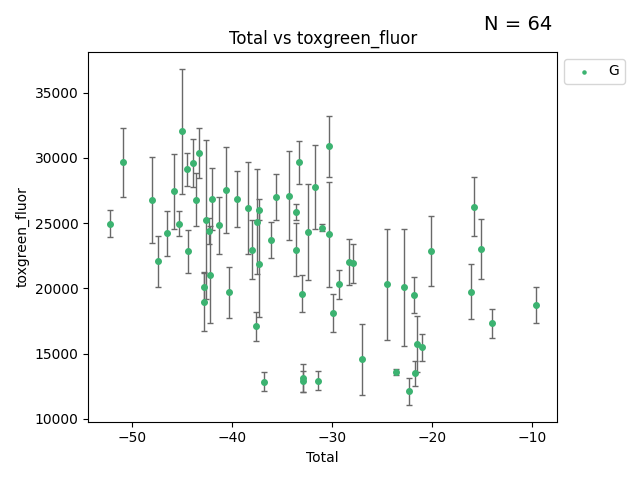 N = 64
Total vs toxgreen_fluor
G
toxgreen_fluor
35000
30000
25000
20000
15000
10000
−50
−40
−30
−20
−10
Total